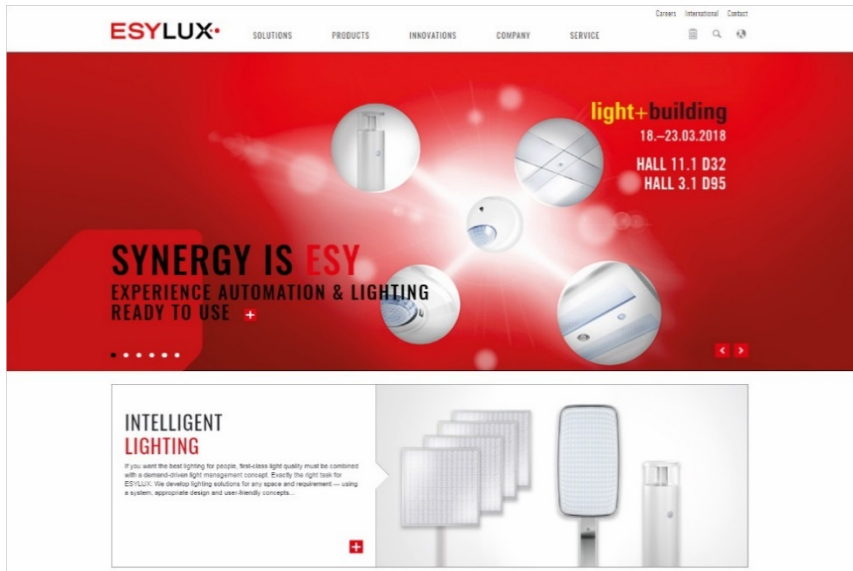 Careers International Contact
ESYLUX
SOLUTIONS PRODUCTS INNOVATIONS COMPANY SERVICE
light+building
18.–23.03.2018
HALL 11.1 D32
HALL 3.1 D95
SYNERGY IS ESY
EXPERIENCE AUTOMATION & LIGHTING
READY TO USE
INTELLIGENT
LIGHTING
If you want the best lighting for people, first-class light quality must be combined
with a demand-driven light management concept. Exactly the right task for
ESYLUX: We develop lighting solutions for any space and requirement — using
a system, appropriate design and user-friendly concepts...